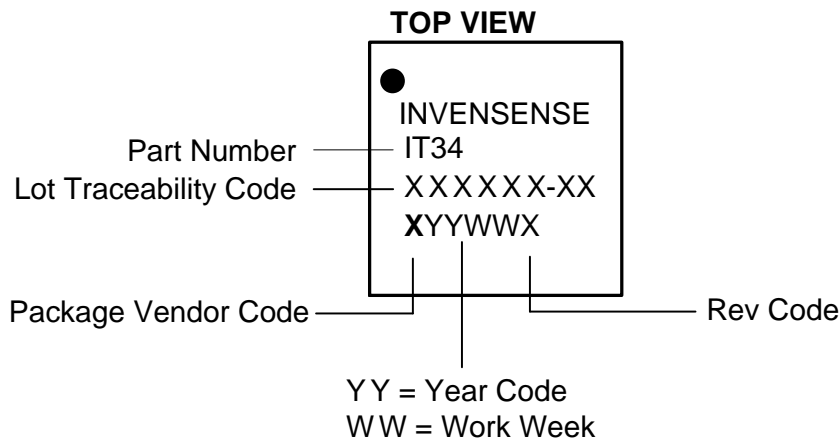 TOP VIEW
INVENSENSE
Part Number
IT34
Lot Traceability Code
XXXXXX-XX
XYYWWX
Package Vendor Code
Rev Code
YY = Year Code
WW = Work Week